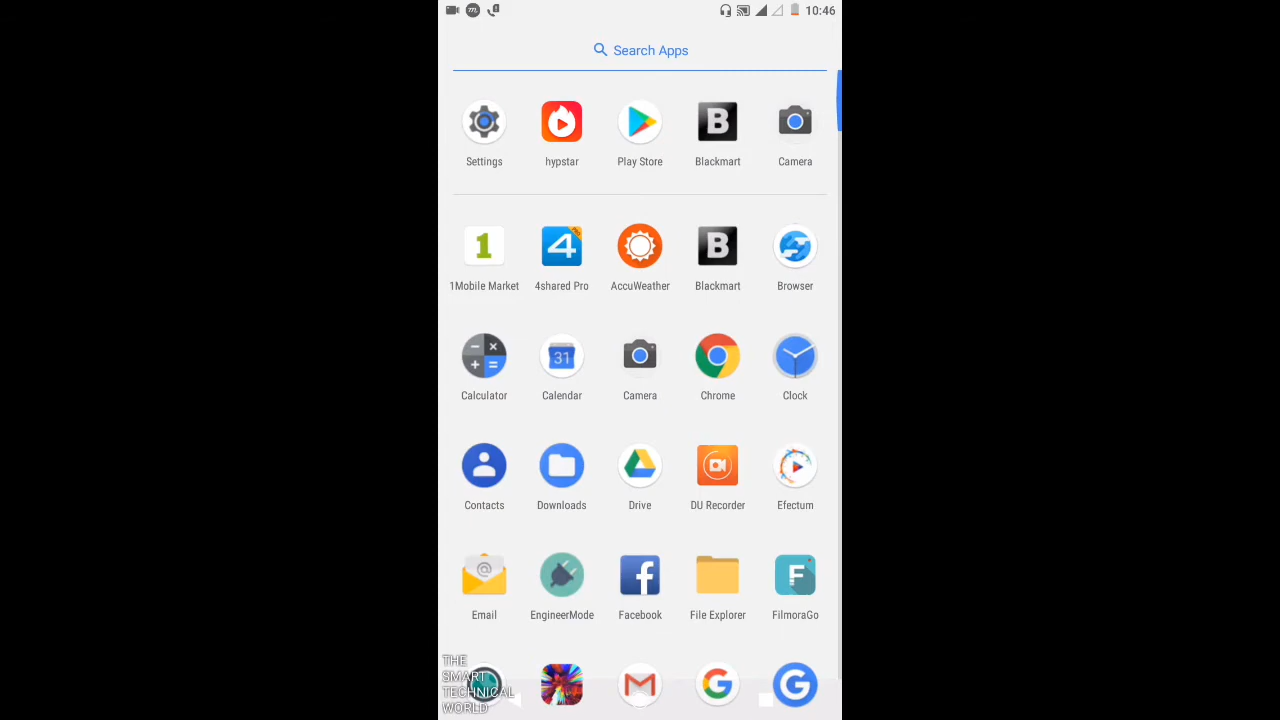 10:46
Search Apps
Settings hypstar Play Store Blackmart Camera
1Mobile Market 4shared Pro AccuWeather Blackmart Browser
Calculator Calendar Camera Chrome Clock
Contacts Downloads Drive DU Recorder Efectum
Email EngineerMode Facebook File Explorer FilmoraGo
THE
SMART
TECHNICAL
WORLD